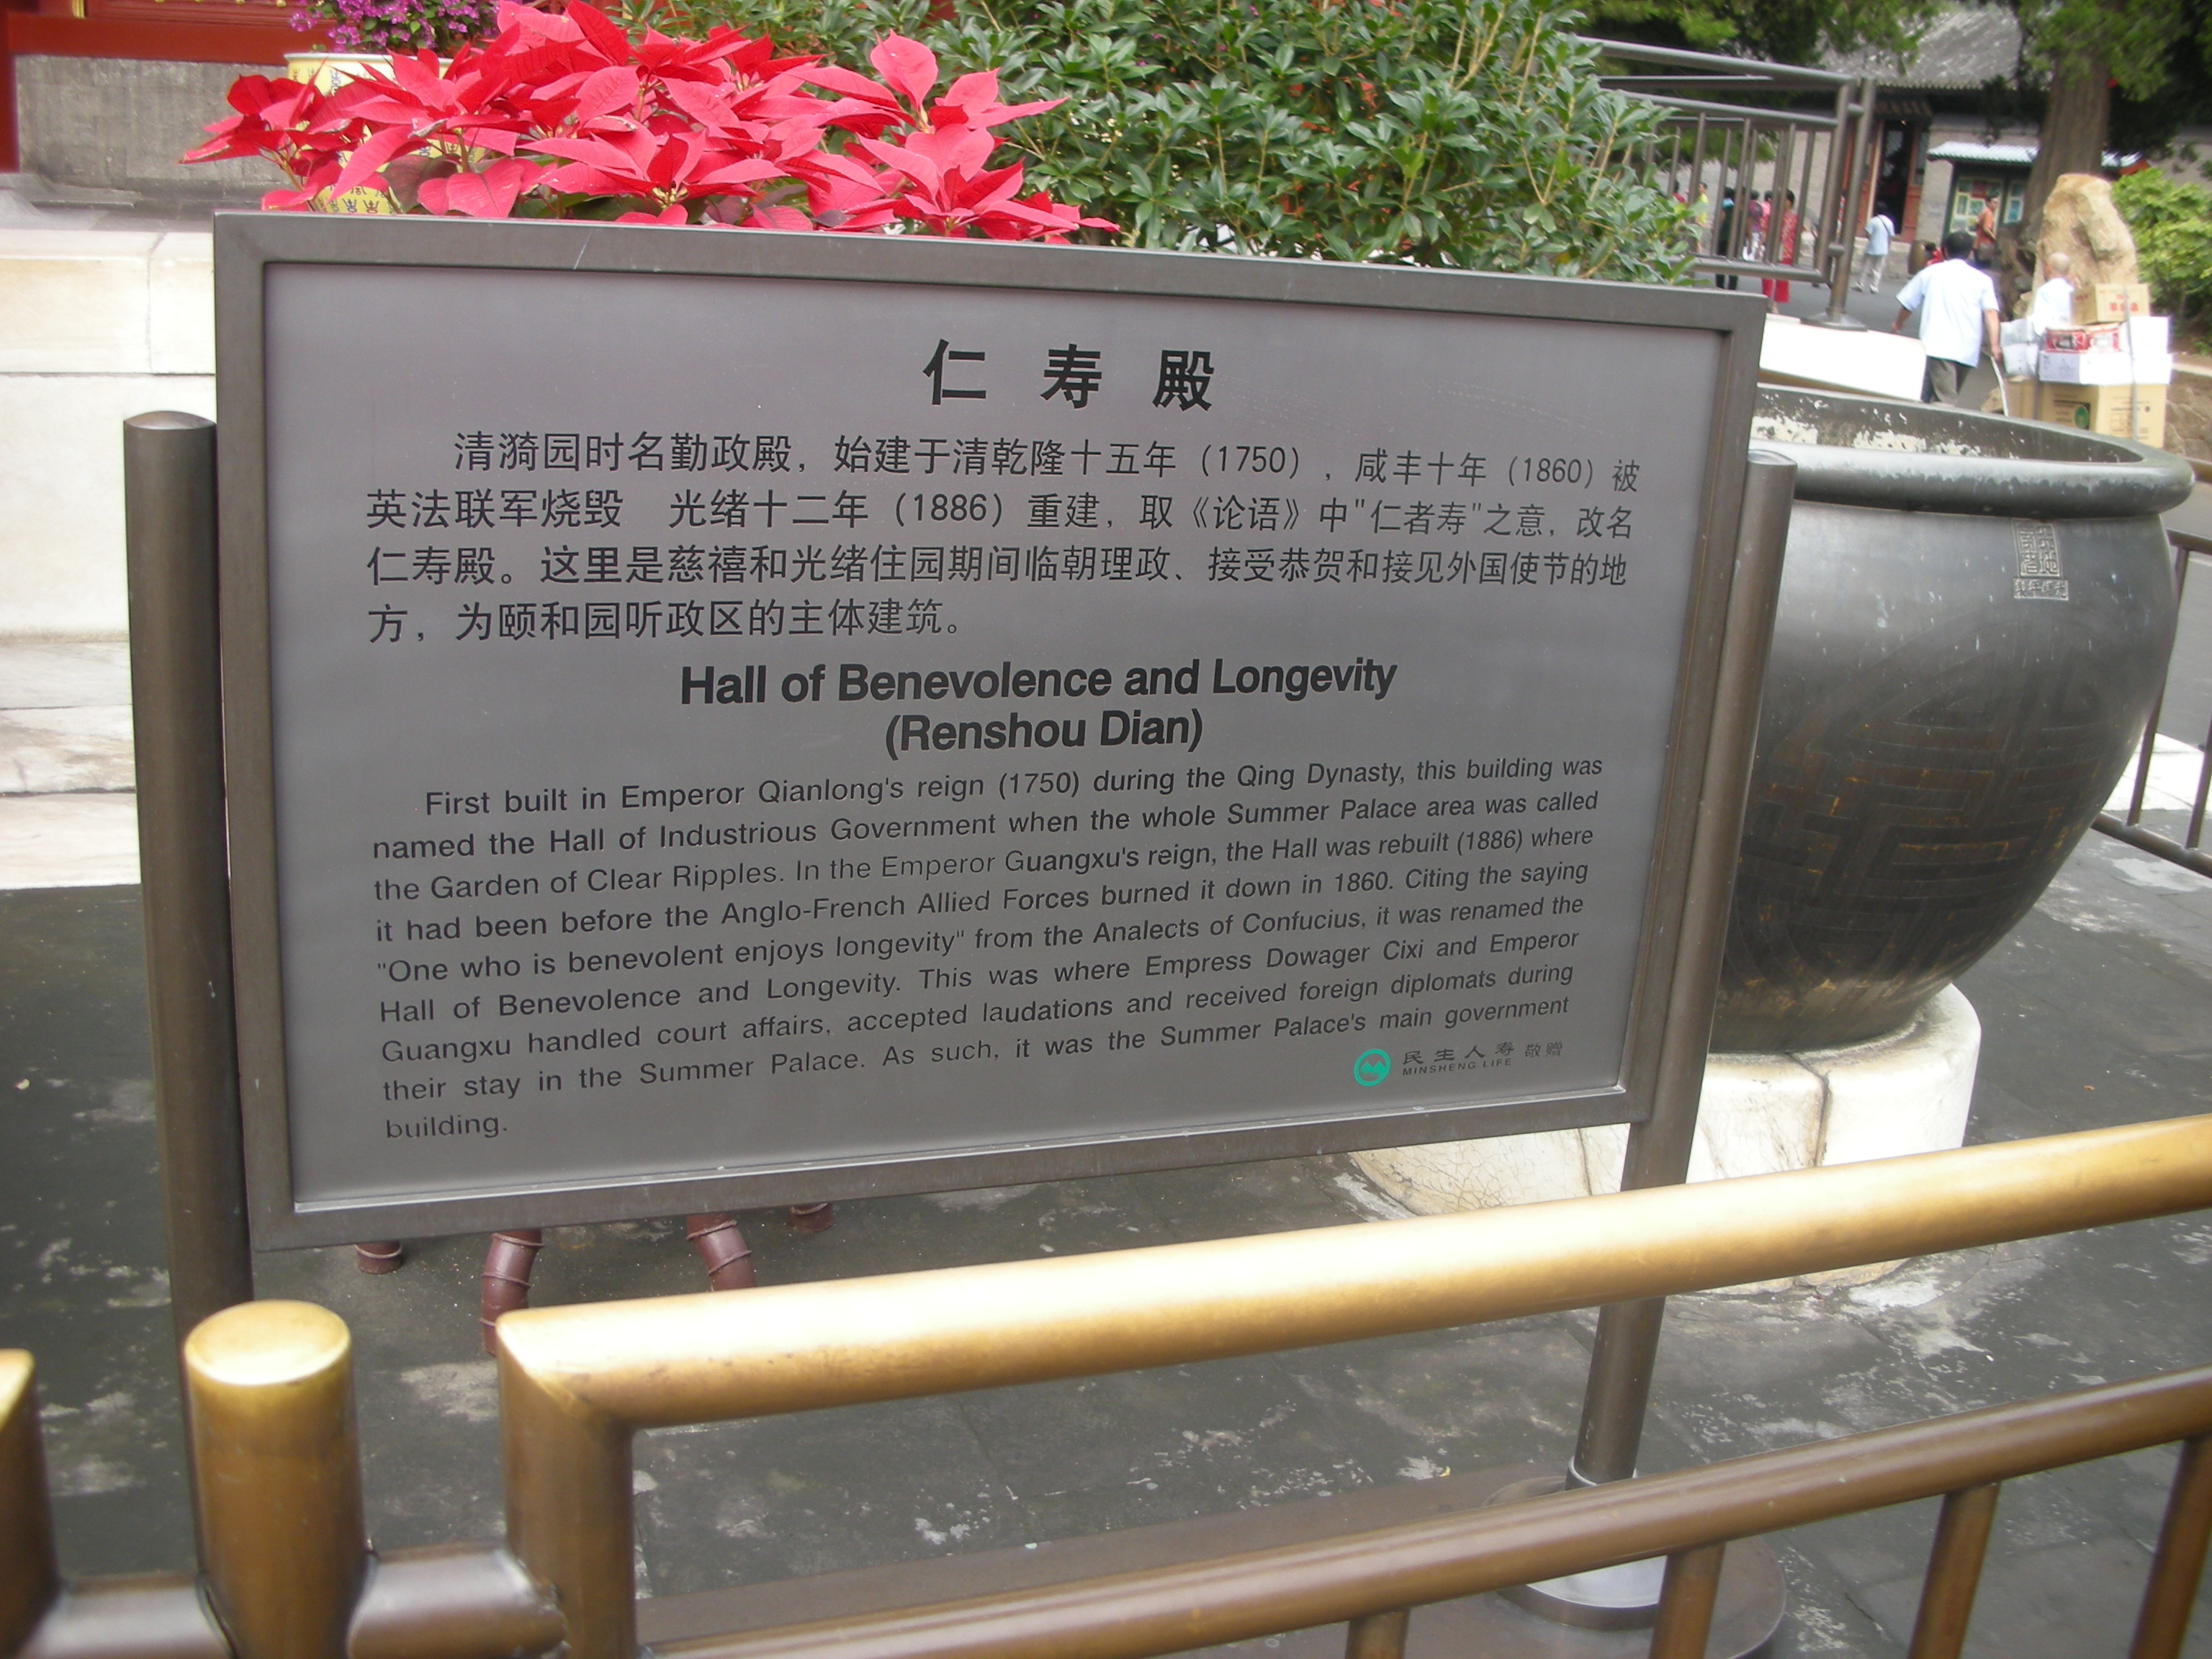 仁寿殿
清漪园时名勤政殿，始建于清乾隆十五年（1750），咸丰十年（1860）被
英法联军烧毁 光绪十二年（1886）重建，取《论语》中"仁者寿"之意，改名
仁寿殿。这里是慈禧和光绪住园期间临朝理政、接受恭贺和接见外国使节的地
方，为颐和园听政区的主体建筑。
Hall of Benevolence and Longevity
(Renshou Dian)
First built in Emperor Qianlong's reign (1750) during the Qing Dynasty, this building was
named the Hall of Industrious Government when the whole Summer Palace area was called
the Garden of Clear Ripples. In the Emperor Guangxu's reign, the Hall was rebuilt (1886) where
it had been before the Anglo-French Allied Forces burned it down in 1860. Citing the saying
"One who is benevolent enjoys longevity" from the Analects of Confucius, it was renamed the
Hall of Benevolence and Longevity. This was where Empress Dowager Cixi and Emperor
Guangxu handled court affairs, accepted laudations and received foreign diplomats during
their stay in the Summer Palace. As such, it was the Summer Palace's main government
building.
民生人寿 敬赠
MINSHENG LIFE